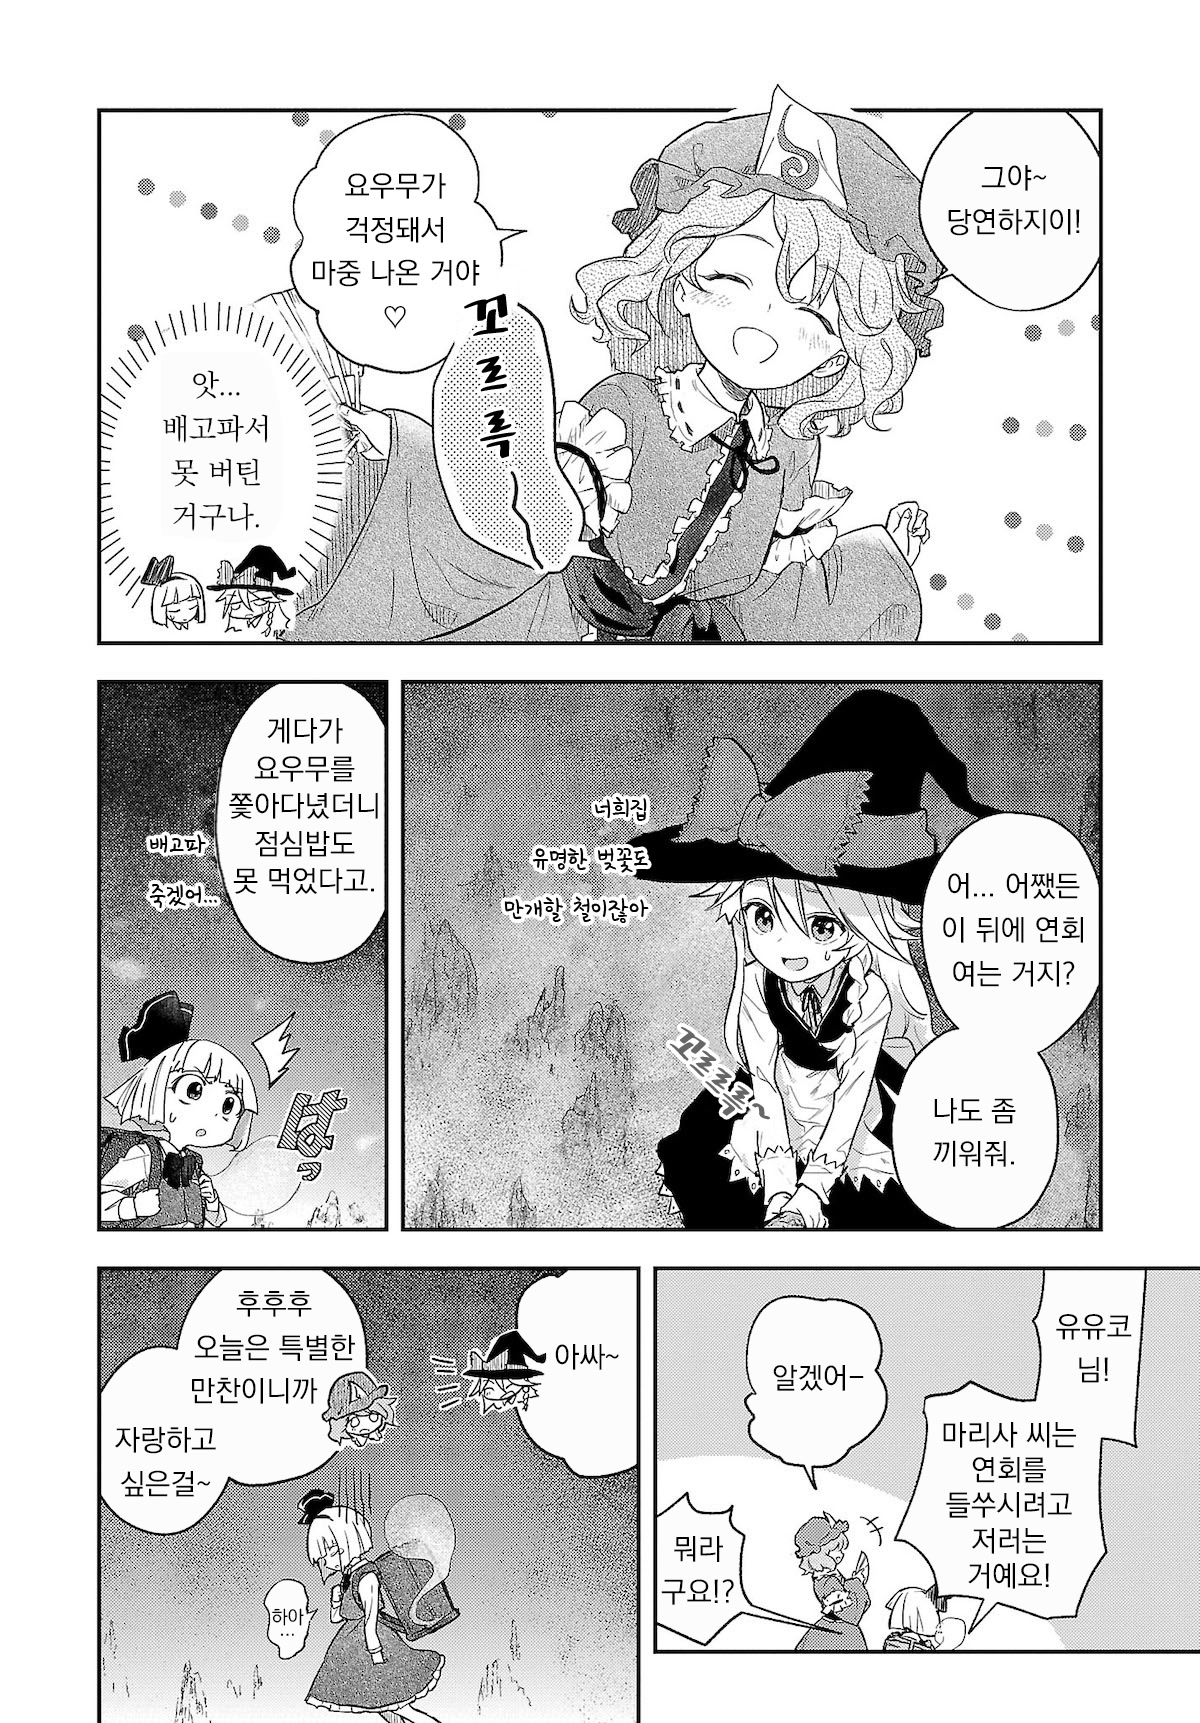 그야~
당연하지이!
요우무가
걱정돼서
마중 나온 거야
♡
꼬르륵
앗...
배고파서
못 버틴
거구나.
어... 어쨌든
이 뒤에 연회
여는 거지?
너희집
유명한 벚꽃도
만개할 철이잖아
나도 좀
끼워줘.
꼬르르륵~
게다가
요우무를
쫓아다녔더니
점심밥도
못 먹었다고.
배고파
죽겠어...
헛
유유코
님!
마리사 씨는
연회를
들쑤시려고
저러는
거예요!
알겠어–
뭐라
구요!?
아싸~
후후후
오늘은 특별한
만찬이니까
자랑하고
싶은걸~
하아
...